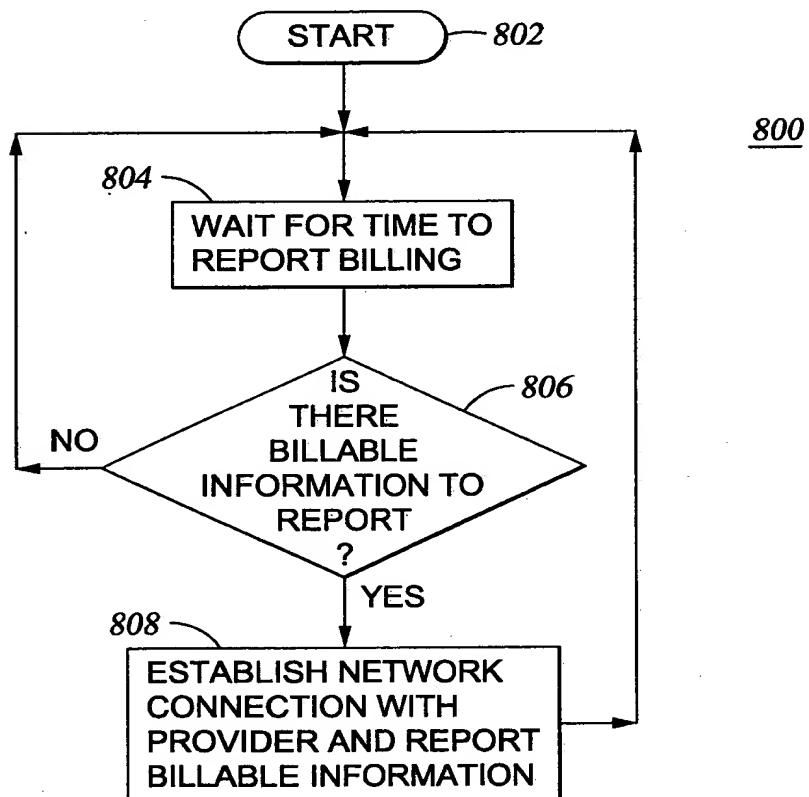 START
802
800
804
WAIT FOR TIME TO
REPORT BILLING
806
IS
THERE
BILLABLE
INFORMATION TO
REPORT
?
NO
YES
808
ESTABLISH NETWORK
CONNECTION WITH
PROVIDER AND REPORT
BILLABLE INFORMATION